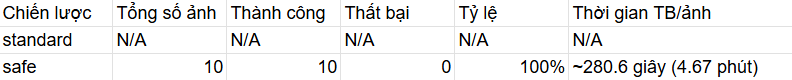 Chiến lược Tổng số ảnh Thành công Thất bại Tỷ lệ Thời gian TB/ảnh
standard N/A N/A N/A N/A N/A
safe 10 10 0 100% ~280.6 giây (4.67 phút)